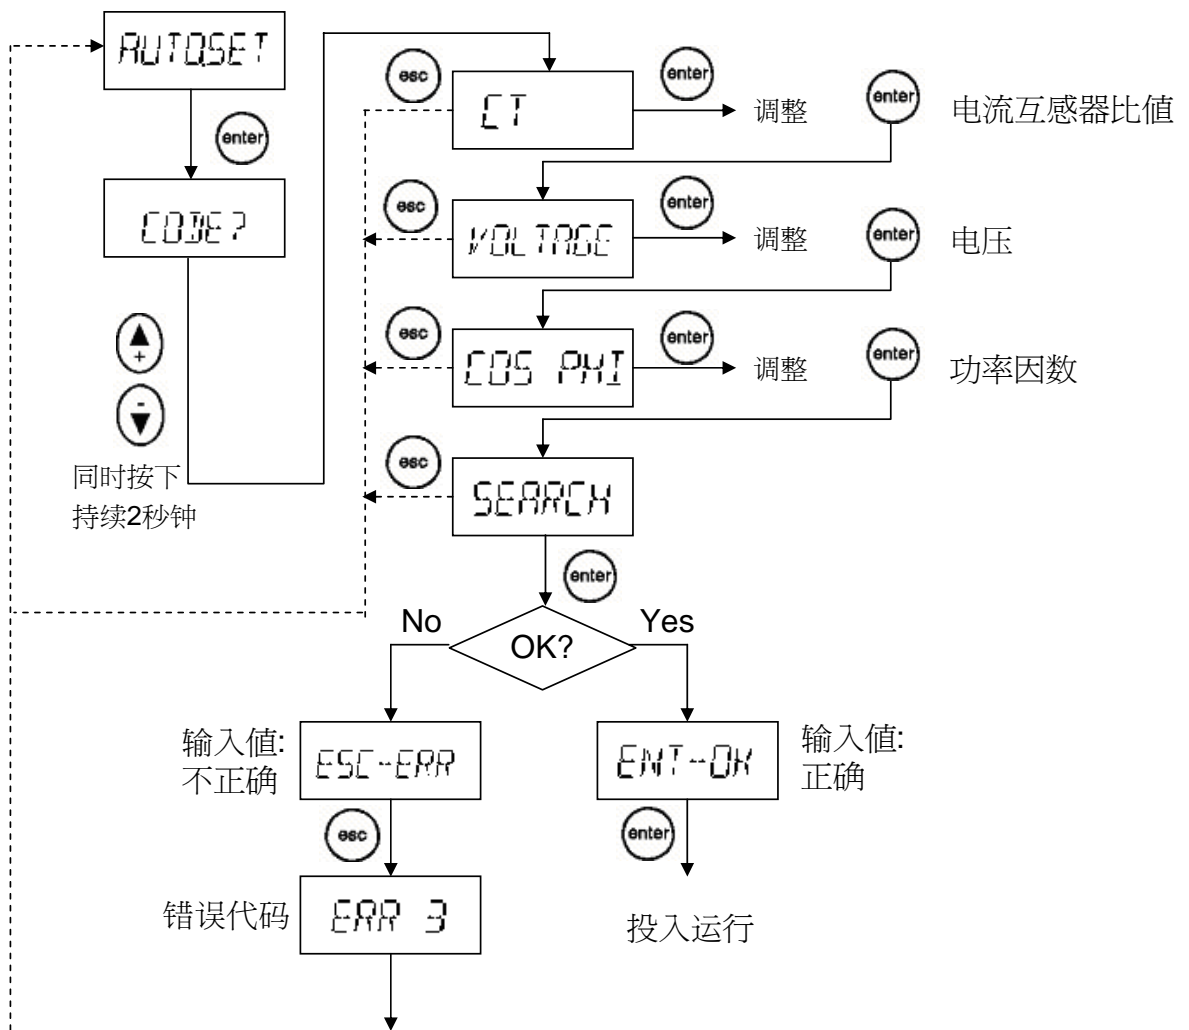 AUTO.SET
enter
CODE?
+
-
同时按下
持续2秒钟
esc
CT
enter
调整
enter
电流互感器比值
esc
VOLTAGE
enter
调整
enter
电压
esc
COS PHI
enter
调整
enter
功率因数
esc
SEARCH
enter
No
OK?
Yes
输入值:
不正确
ESC-ERR
ENT-OK
输入值:
正确
esc
enter
错误代码
ERR 3
投入运行